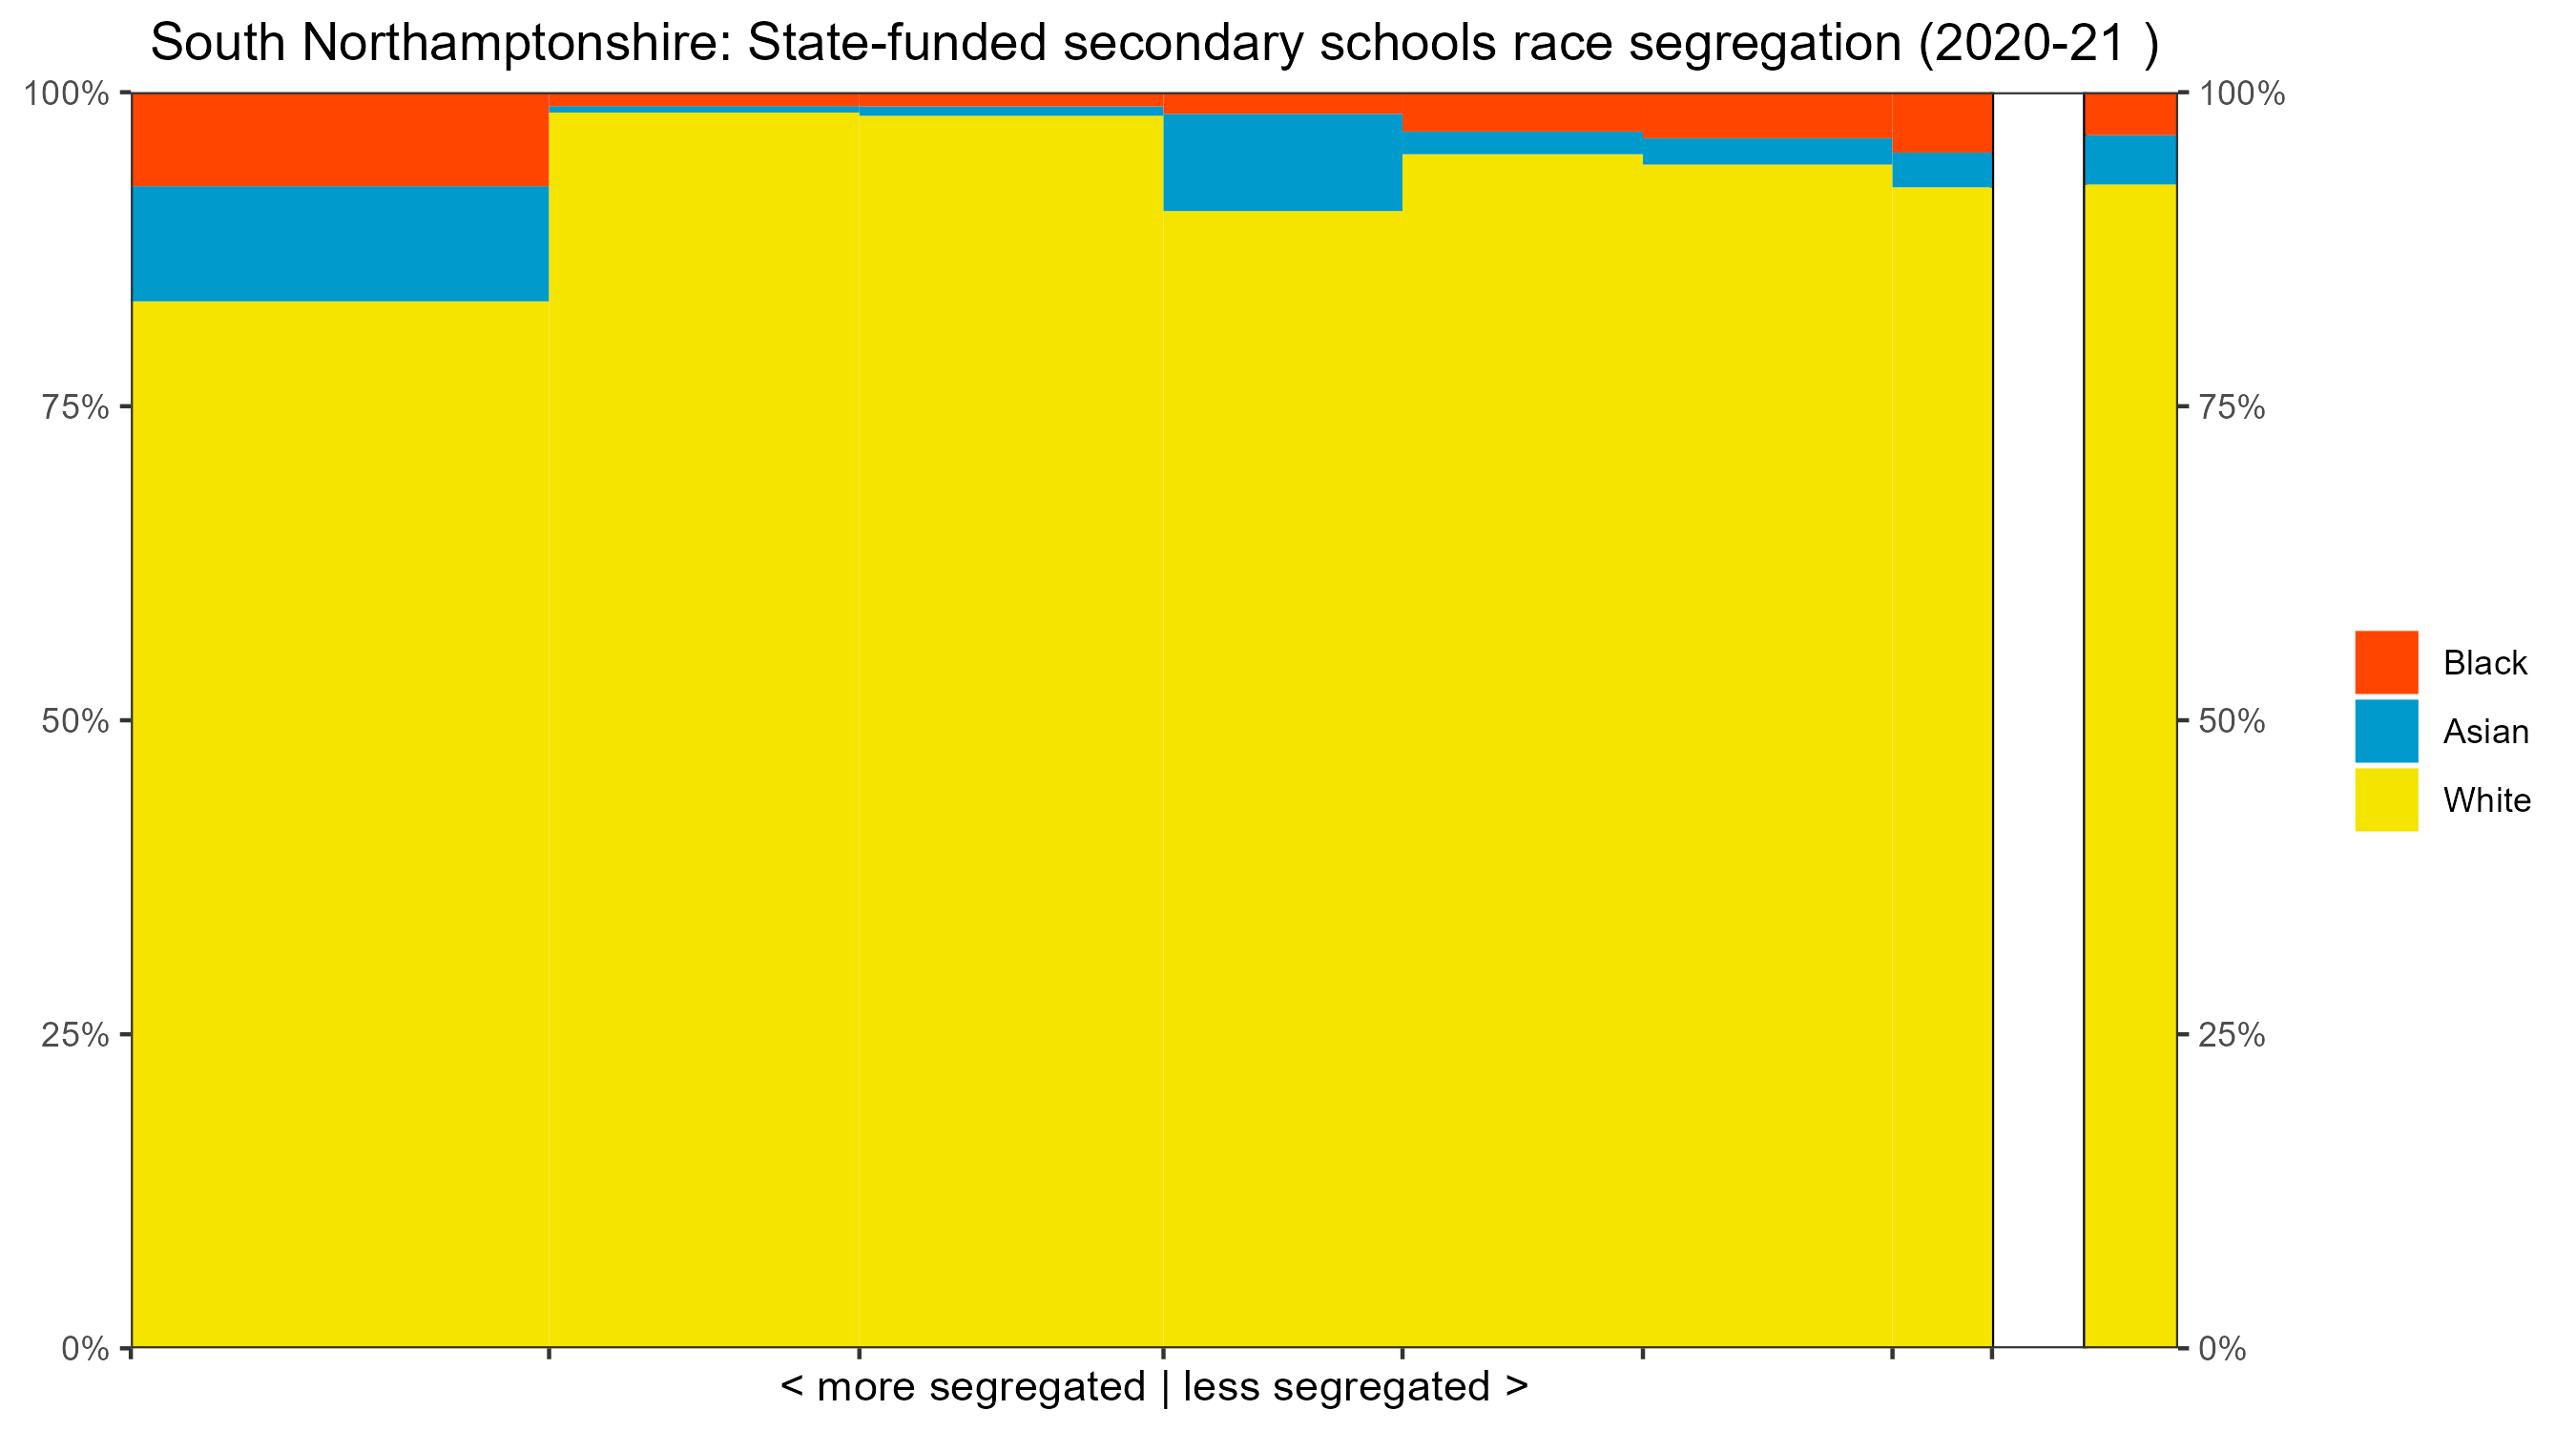 South Northamptonshire: State-funded secondary schools race segregation (2020-21 )
100%
100%
75%
75%
50%
50%
25%
25%
0%
0%
Black
Asian
White
< more segregated | less segregated >